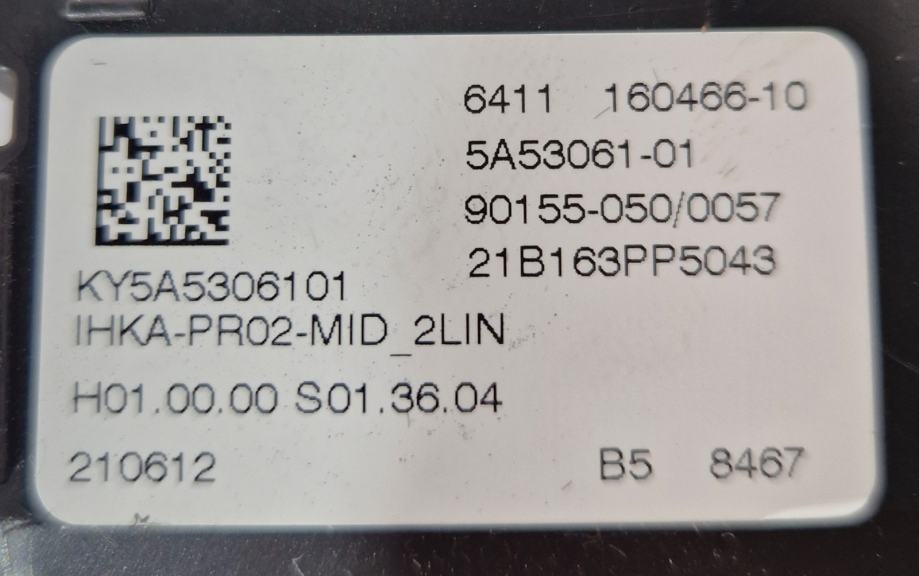 6411 160466-10
5A53061-01
90155-050/0057
21B163PP5043
KY5A5306101
IHKA-PR02-MID_2LIN
H01.00.00 S01.36.04
210612 B5 8467